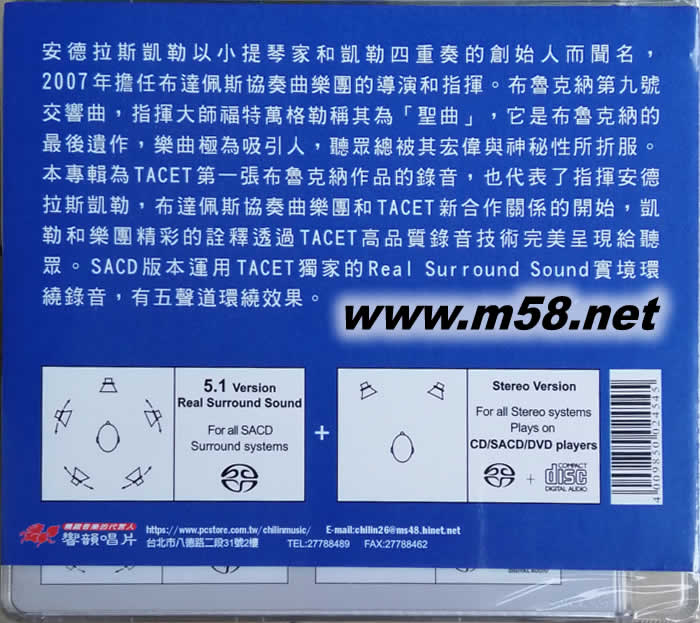 安德拉斯凱勒以小提琴家和凱勒四重奏的創始人而聞名，
2007年擔任布達佩斯協奏曲樂團的導演和指揮。布魯克納第九號
交響曲，指揮大師福特萬格勒稱其為「聖曲」，它是布魯克納的
最後遺作，樂曲極為吸引人，聽眾總被其宏偉與神秘性所折服。
本專輯為TACET第一張布魯克納作品的錄音，也代表了指揮安德
拉斯凱勒，布達佩斯協奏曲樂團和TACET新合作關係的開始，凱
勒和樂團精彩的詮釋透過TACET高品質錄音技術完美呈現給聽
眾。SACD版本運用TACET獨家的Real Surround Sound實境環
繞錄音，有五聲道環繞效果。
www.m58.net
5.1 Version
Real Surround Sound
For all SACD
Surround systems
+
Stereo Version
For all Stereo systems
Plays on
CD/SACD/DVD players
+
COMPACT
disc
DIGITAL AUDIO
4 009850 024545
響韻唱片
https://www.pcstore.com.tw/chilinmusic/ E-mail:chilin26@ms48.hinet.net
台北市八德路二段31號2樓 TEL:27788489 FAX:27788462